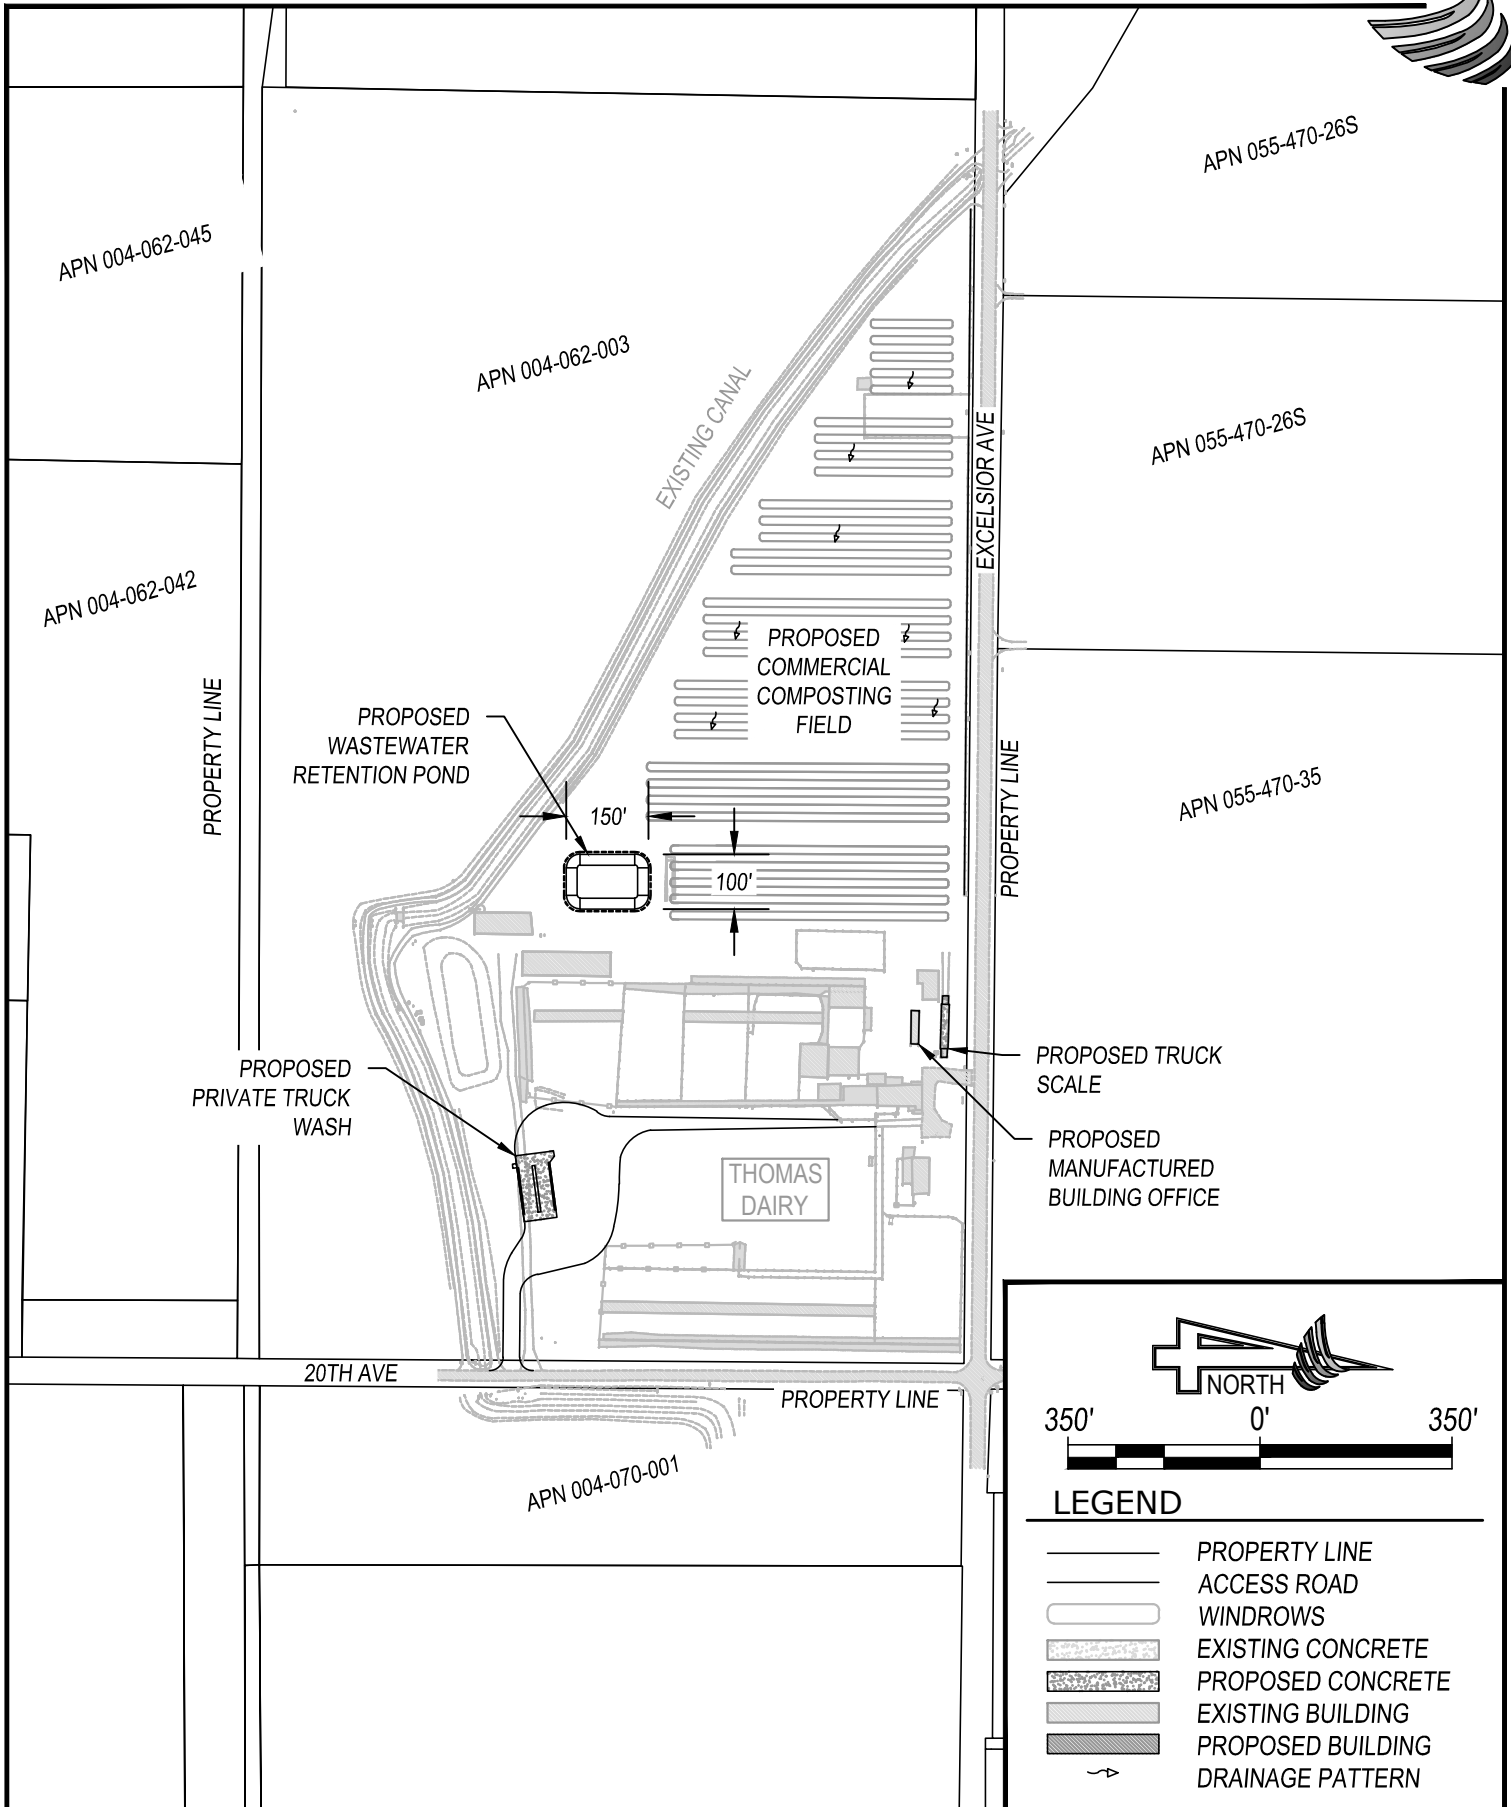 APN 055-470-26S
APN 004-062-045
APN 004-062-003
EXISTING CANAL
EXCELSIOR AVE
APN 055-470-26S
APN 004-062-042
PROPOSED
COMMERCIAL
COMPOSTING
FIELD
PROPERTY LINE
PROPOSED
WASTEWATER
RETENTION POND
PROPERTY LINE
APN 055-470-35
150'
100'
PROPOSED
PRIVATE TRUCK
WASH
PROPOSED TRUCK
SCALE
PROPOSED
MANUFACTURED
BUILDING OFFICE
THOMAS
DAIRY
20TH AVE
PROPERTY LINE
APN 004-070-001
NORTH
350' 0' 350'
LEGEND
PROPERTY LINE
ACCESS ROAD
WINDROWS
EXISTING CONCRETE
PROPOSED CONCRETE
EXISTING BUILDING
PROPOSED BUILDING
DRAINAGE PATTERN